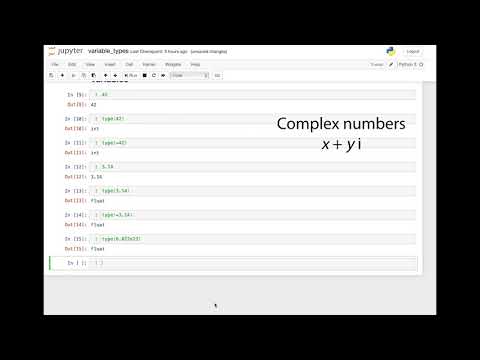 jupyter variable_types Last Checkpoint: 5 hours ago (unsaved changes) Logout
File Edit View Insert Cell Kernel Navigate Widgets Help Trusted Python 3
Run Code
Variables
In [9]: 42
Out[9]: 42
In [10]: type(42)
Out[10]: int
In [11]: type(-42)
Out[11]: int
In [12]: 3.14
Out[12]: 3.14
In [13]: type(3.14)
Out[13]: float
In [14]: type(-3.14)
Out[14]: float
In [15]: type(6.022e23)
Out[15]: float
In [ ]:
Complex numbers
x + y i